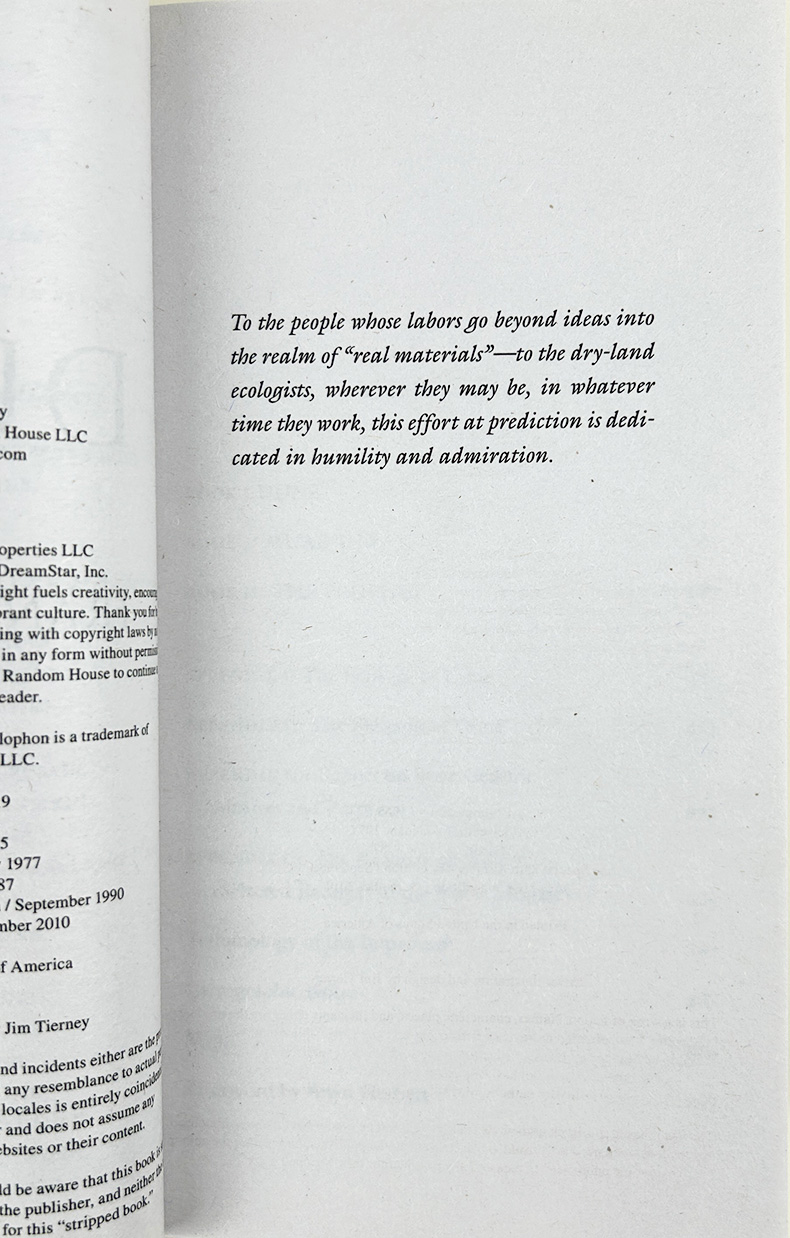 y
House LLC
com
operties LLC
DreamStar, Inc.
ight fuels creativity,
brant culture. Thank you for
ing with copyright laws by
in any form without
Random House to continue
eader.
lophon is a trademark of
LLC.
9
5
1977
87
/ September 1990
mber 2010
f America
Jim Tierney
nd incidents either are the
any resemblance to actual
locales is entirely
and does not assume any
ebsites or their content.
ld be aware that this book is
the publisher, and neither the
for this “stripped book.”
To the people whose labors go beyond ideas into
the realm of “real materials”—to the dry-land
ecologists, wherever they may be, in whatever
time they work, this effort at prediction is dedi-
cated in humility and admiration.